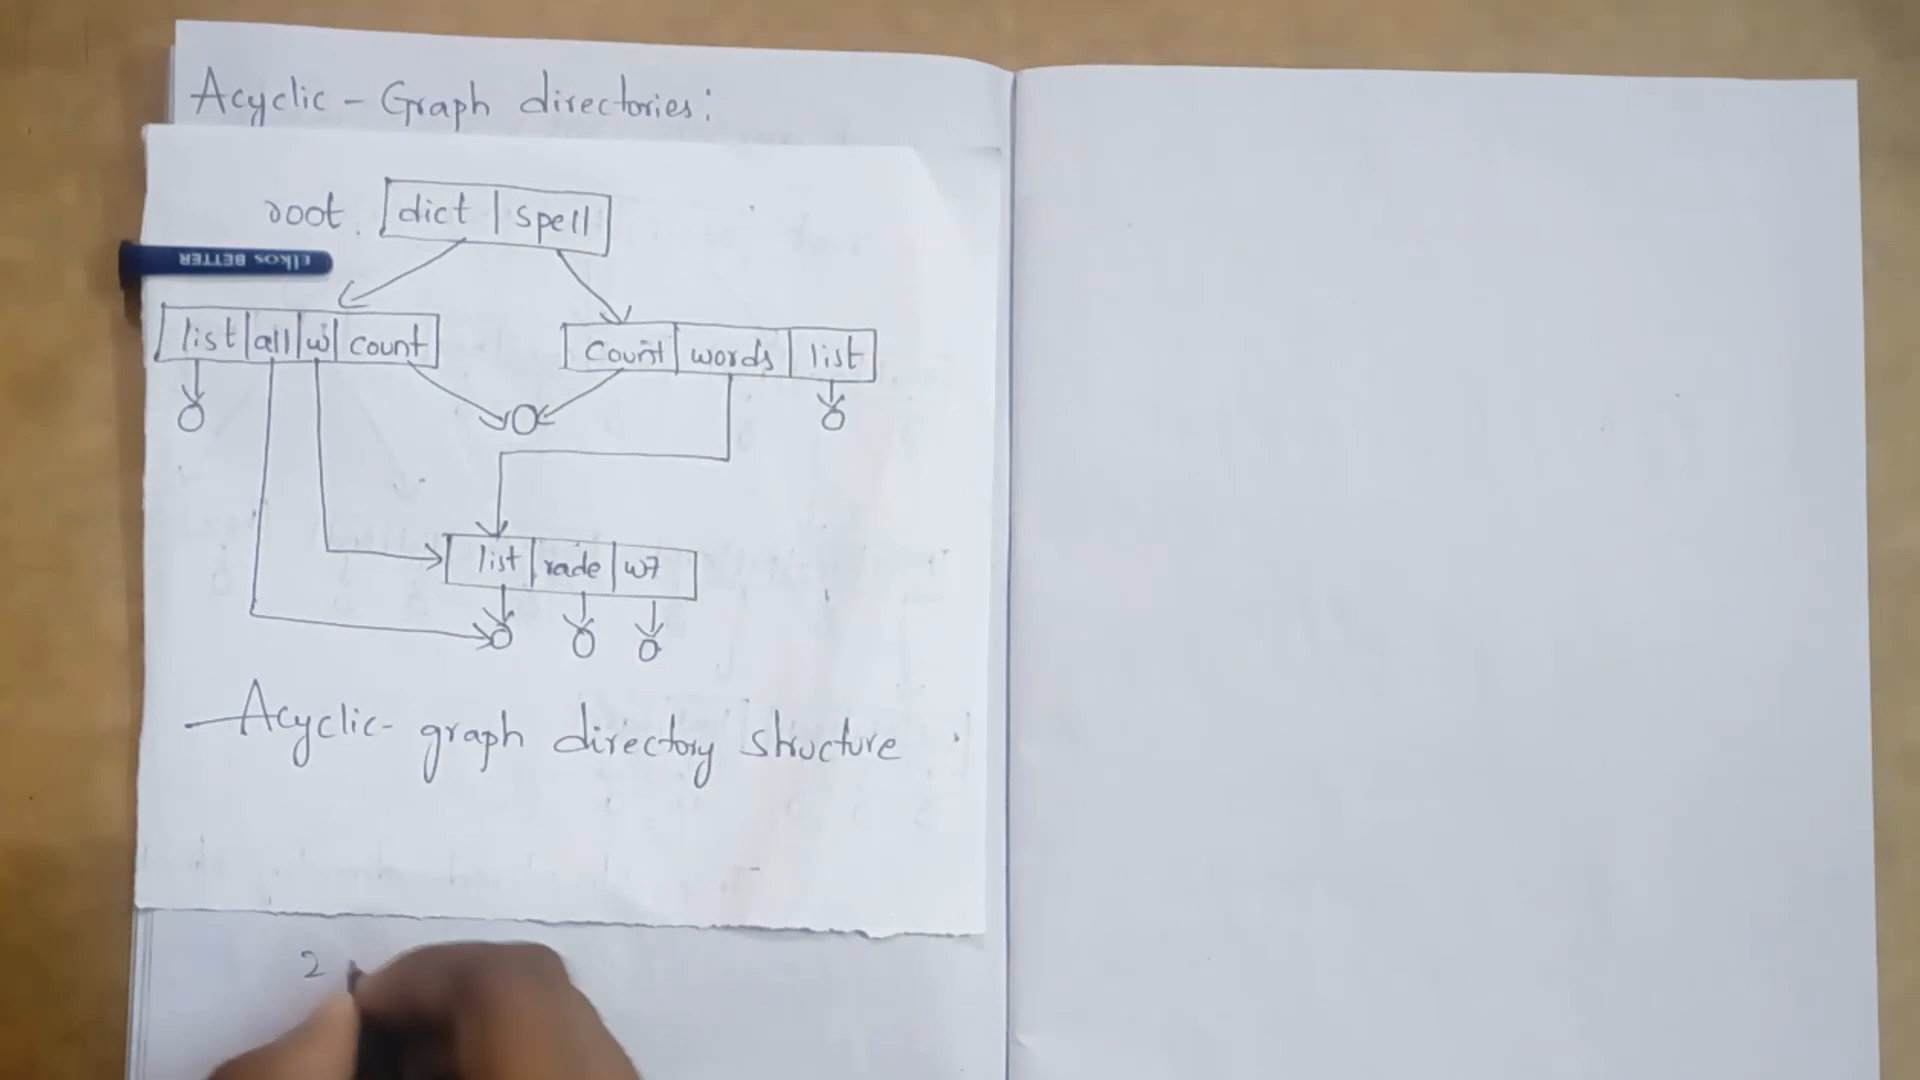 Acyclic - Graph directories:
root. dict spell
elkos BETTER
list all w count
count words list
list rade w7
Acyclic- graph directory structure
2